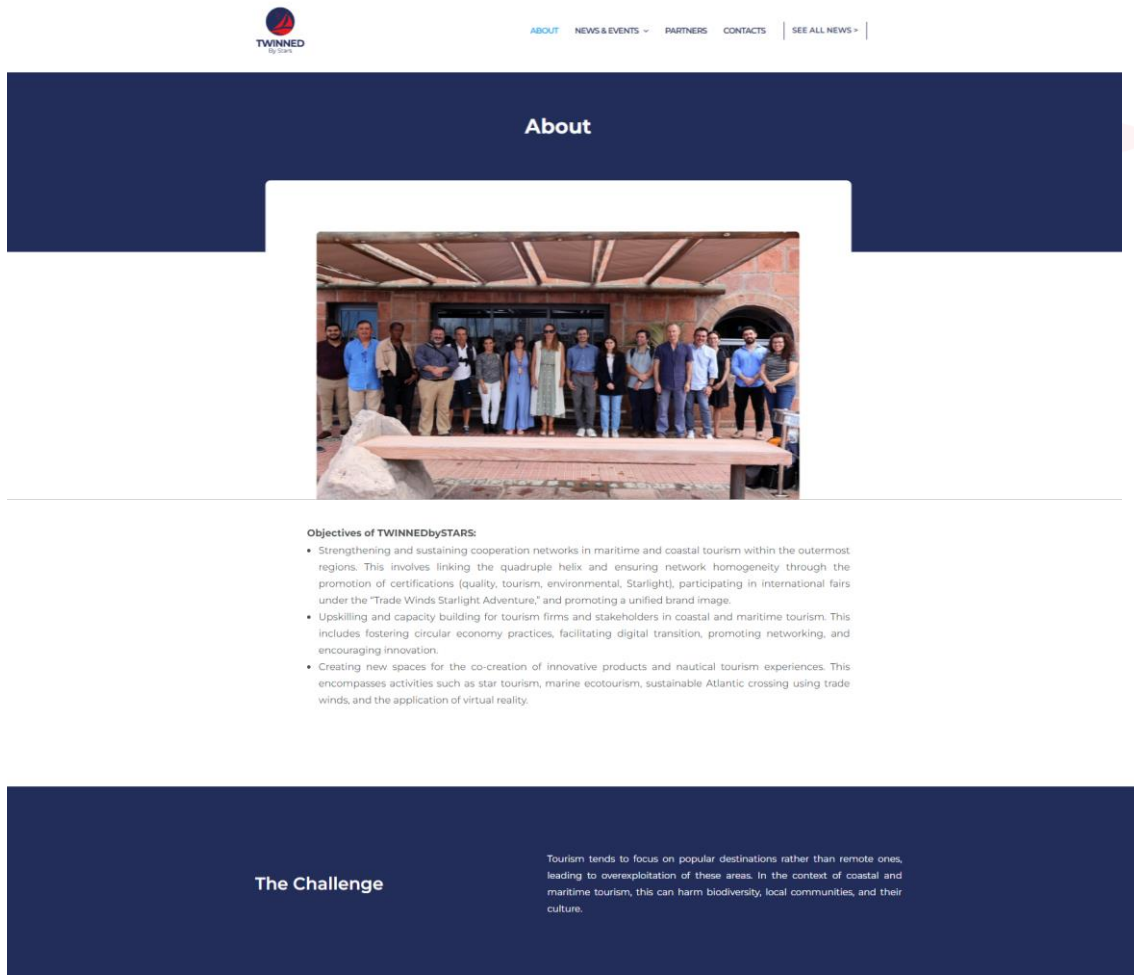 TWINNED
By Stars
ABOUT NEWS & EVENTS PARTNERS CONTACTS SEE ALL NEWS >
About
Objectives of TWINNEDbySTARS:
• Strengthening and sustaining cooperation networks in maritime and coastal tourism within the outermost
regions. This involves linking the quadruple helix and ensuring network homogeneity through the
promotion of certifications (quality, tourism, environmental, Starlight), participating in international fairs
under the “Trade Winds Starlight Adventure,” and promoting a unified brand image.
• Upskilling and capacity building for tourism firms and stakeholders in coastal and maritime tourism. This
includes fostering circular economy practices, facilitating digital transition, promoting networking, and
encouraging innovation.
• Creating new spaces for the co-creation of innovative products and nautical tourism experiences. This
encompasses activities such as star tourism, marine ecotourism, sustainable Atlantic crossing using trade
winds, and the application of virtual reality.
The Challenge
Tourism tends to focus on popular destinations rather than remote ones,
leading to overexploitation of these areas. In the context of coastal and
maritime tourism, this can harm biodiversity, local communities, and their
culture.